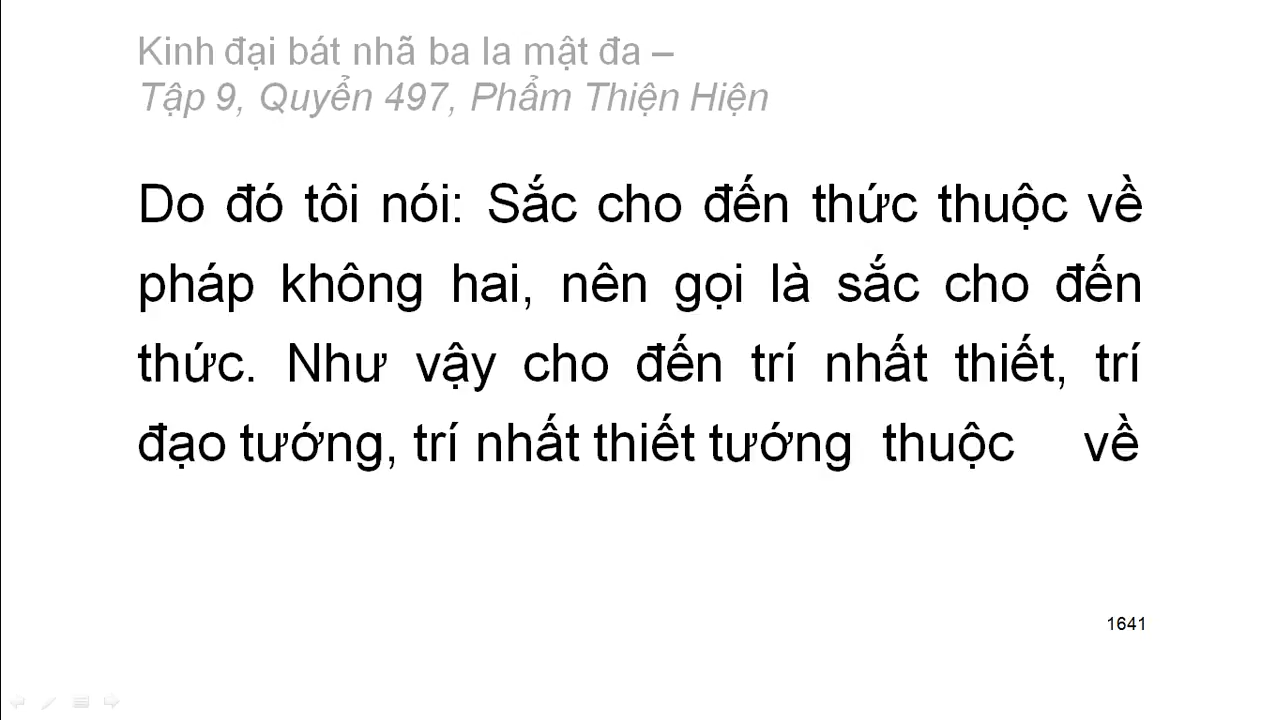 Kinh đại bát nhã ba la mật đa –
Tập 9, Quyển 497, Phẩm Thiện Hiện
Do đó tôi nói: Sắc cho đến thức thuộc về
pháp không hai, nên gọi là sắc cho đến
thức. Như vậy cho đến trí nhất thiết, trí
đạo tướng, trí nhất thiết tướng thuộc về
1641